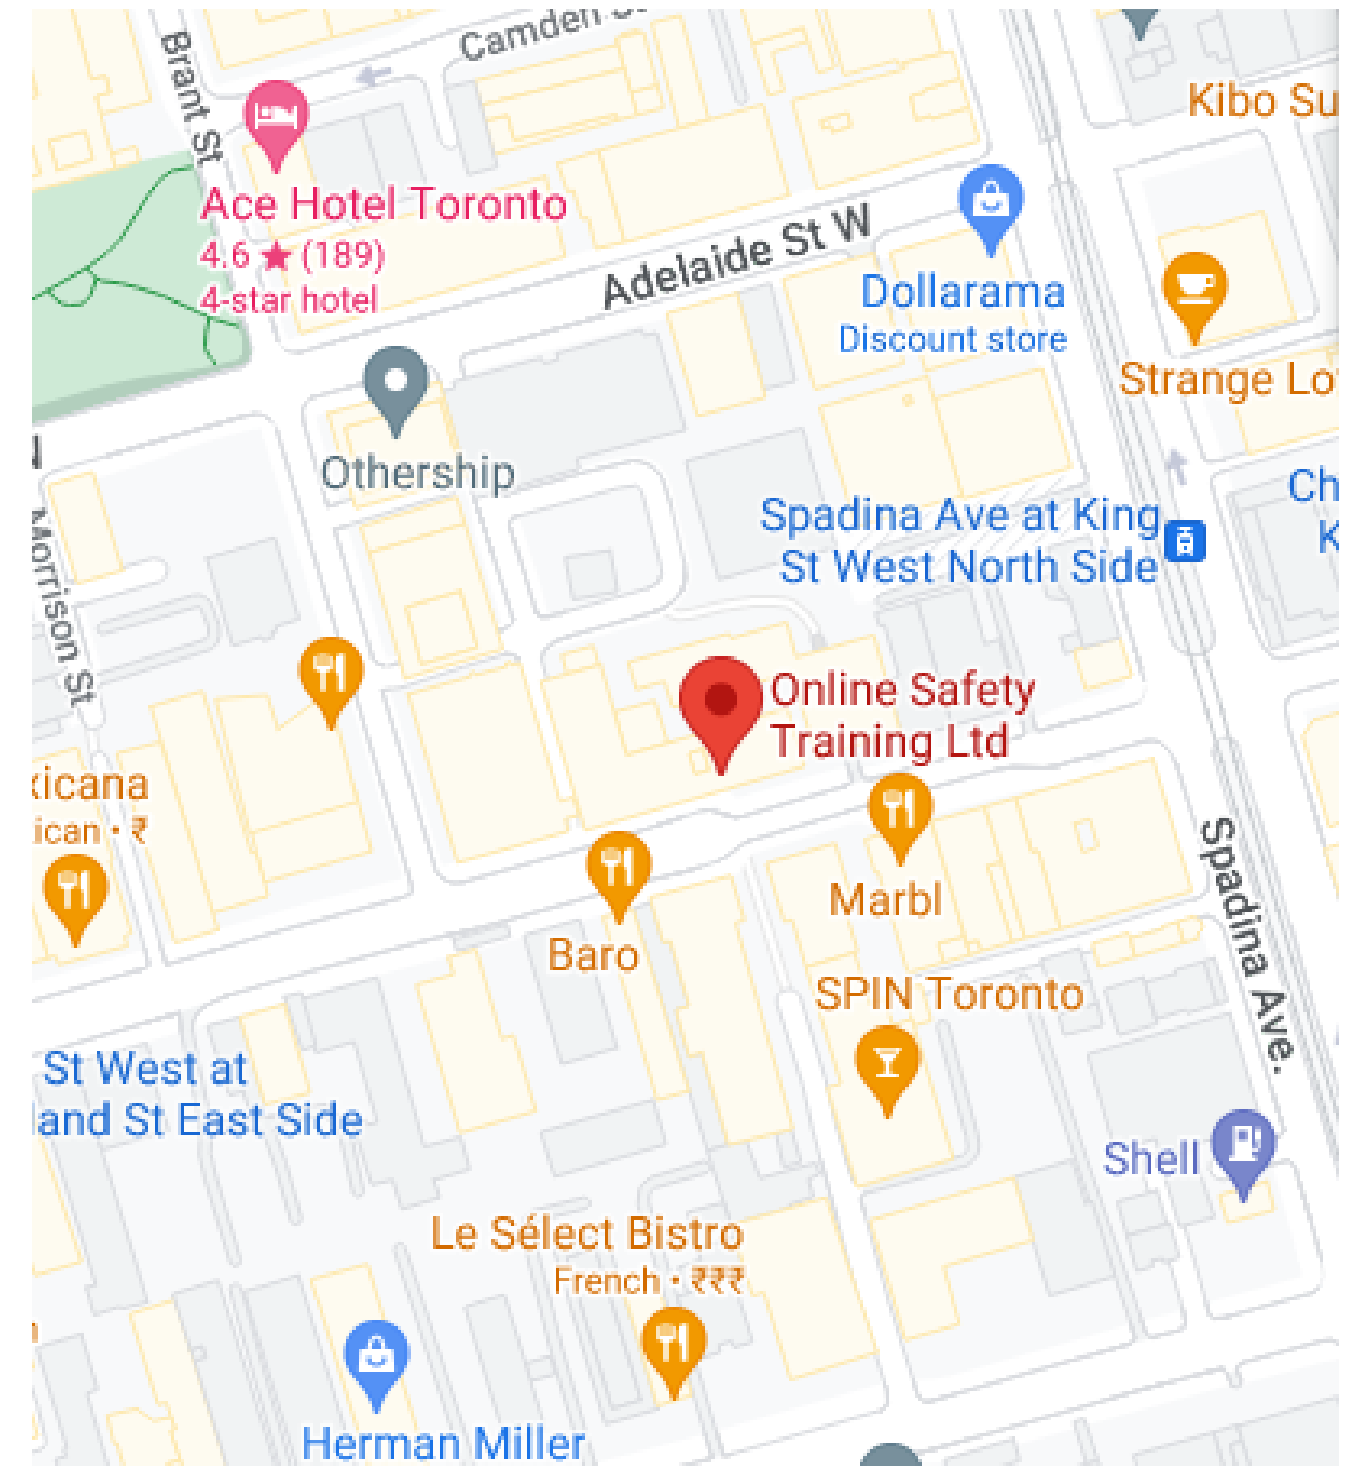 Camden
Brant St
Kibo Su
Ace Hotel Toronto
4.6 ★ (189)
4-star hotel
Adelaide St W
Dollarama
Discount store
Strange Lo
Othership
Morrison St
Spadina Ave at King
St West North Side
Ch
K
Online Safety
Training Ltd
xicana
ican • ₹
Marbl
Baro
Spadina Ave.
SPIN Toronto
St West at
land St East Side
Shell
Le Sélect Bistro
French • ₹₹₹
Herman Miller